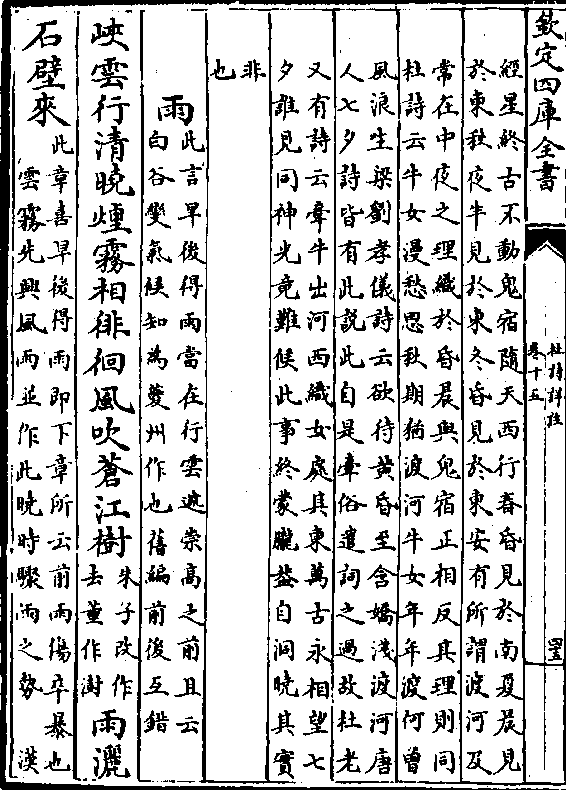 欽定四庫全書
杜詩詳註
卷十五
經星終古不動鬼宿隨天西行春昏見於南夏晨見
於東秋夜半見於東冬昏見於東安有所謂渡河及
常在中夜之理織於昏晨與鬼宿正相反其理則同
杜詩云牛女漫愁思秋期猶渡河牛女年年渡何曾
風浪生梁劉孝儀詩云欲待黃昏至含嬌淺渡河唐
人七夕詩皆有此說此自是牽俗遣詞之過故杜老
又有詩云牽牛出河西織女處其東萬古永相望七
夕誰見同神光竟難候此事終蒙朧蓋自洞曉其實
非
也
雨
此言早後得雨當在行雲遞崇高之前且云
白谷變氣候知為夔州作也舊編前後互錯
峽雲行清曉煙霧相徘徊風吹蒼江樹
朱子改作
去董作澍
雨灑
石壁來
此章喜早後得雨即下章所云前雨傷卒暴也
雲霧先興風雨並作此曉時驟雨之勢 漢